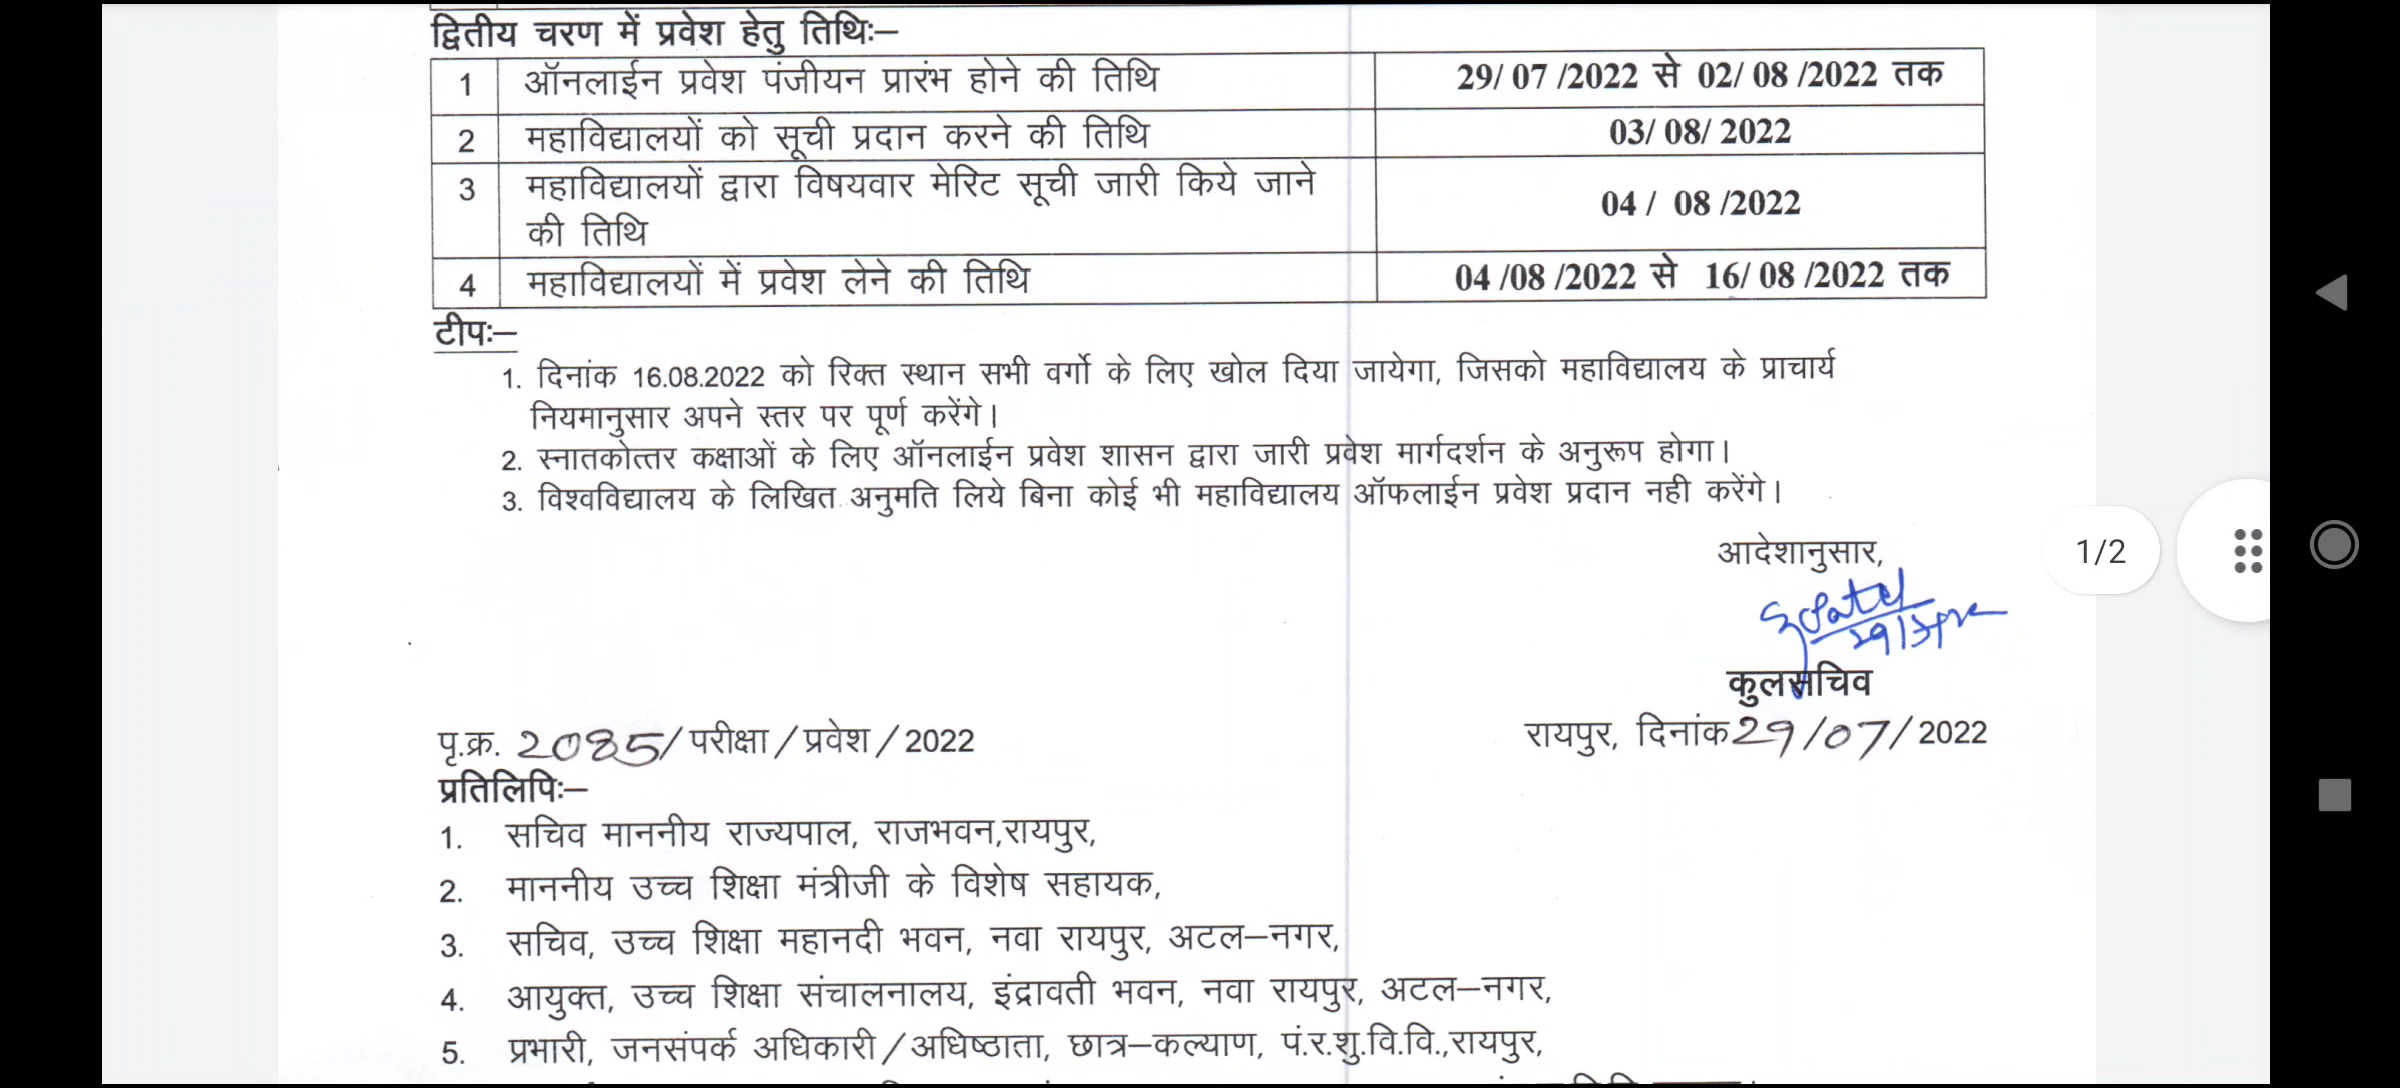 द्वितीय चरण में प्रवेश हेतु तिथिः–
1 ऑनलाईन प्रवेश पंजीयन प्रारंभ होने की तिथि 29/ 07 /2022 से 02/ 08 /2022 तक
2 महाविद्यालयों को सूची प्रदान करने की तिथि 03/ 08/ 2022
3 महाविद्यालयों द्वारा विषयवार मेरिट सूची जारी किये जाने
की तिथि 04 / 08 /2022
4 महाविद्यालयों में प्रवेश लेने की तिथि 04 /08 /2022 से 16/ 08 /2022 तक
टीपः–
1. दिनांक 16.08.2022 को रिक्त स्थान सभी वर्गो के लिए खोल दिया जायेगा, जिसको महाविद्यालय के प्राचार्य
नियमानुसार अपने स्तर पर पूर्ण करेंगे।
2. स्नातकोत्तर कक्षाओं के लिए ऑनलाईन प्रवेश शासन द्वारा जारी प्रवेश मार्गदर्शन के अनुरूप होगा।
3. विश्वविद्यालय के लिखित अनुमति लिये बिना कोई भी महाविद्यालय ऑफलाईन प्रवेश प्रदान नही करेंगे।
आदेशानुसार,
1/2
कुलसचिव
पृ.क्र. 2085/परीक्षा/प्रवेश/2022 रायपुर, दिनांक 29/07/2022
प्रतिलिपिः–
1. सचिव माननीय राज्यपाल, राजभवन,रायपुर,
2. माननीय उच्च शिक्षा मंत्रीजी के विशेष सहायक,
3. सचिव, उच्च शिक्षा महानदी भवन, नवा रायपुर, अटल–नगर,
4. आयुक्त, उच्च शिक्षा संचालनालय, इंद्रावती भवन, नवा रायपुर, अटल–नगर,
5. प्रभारी, जनसंपर्क अधिकारी/अधिष्ठाता, छात्र–कल्याण, पं.र.शु.वि.वि.,रायपुर,